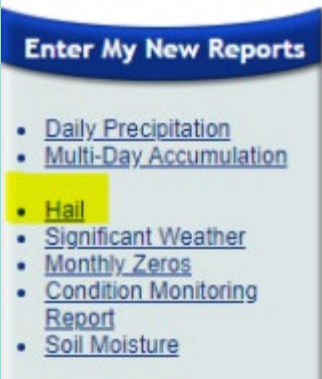 Enter My New Reports
Daily Precipitation
Multi-Day Accumulation
Hail
Significant Weather
Monthly Zeros
Condition Monitoring
Report
Soil Moisture